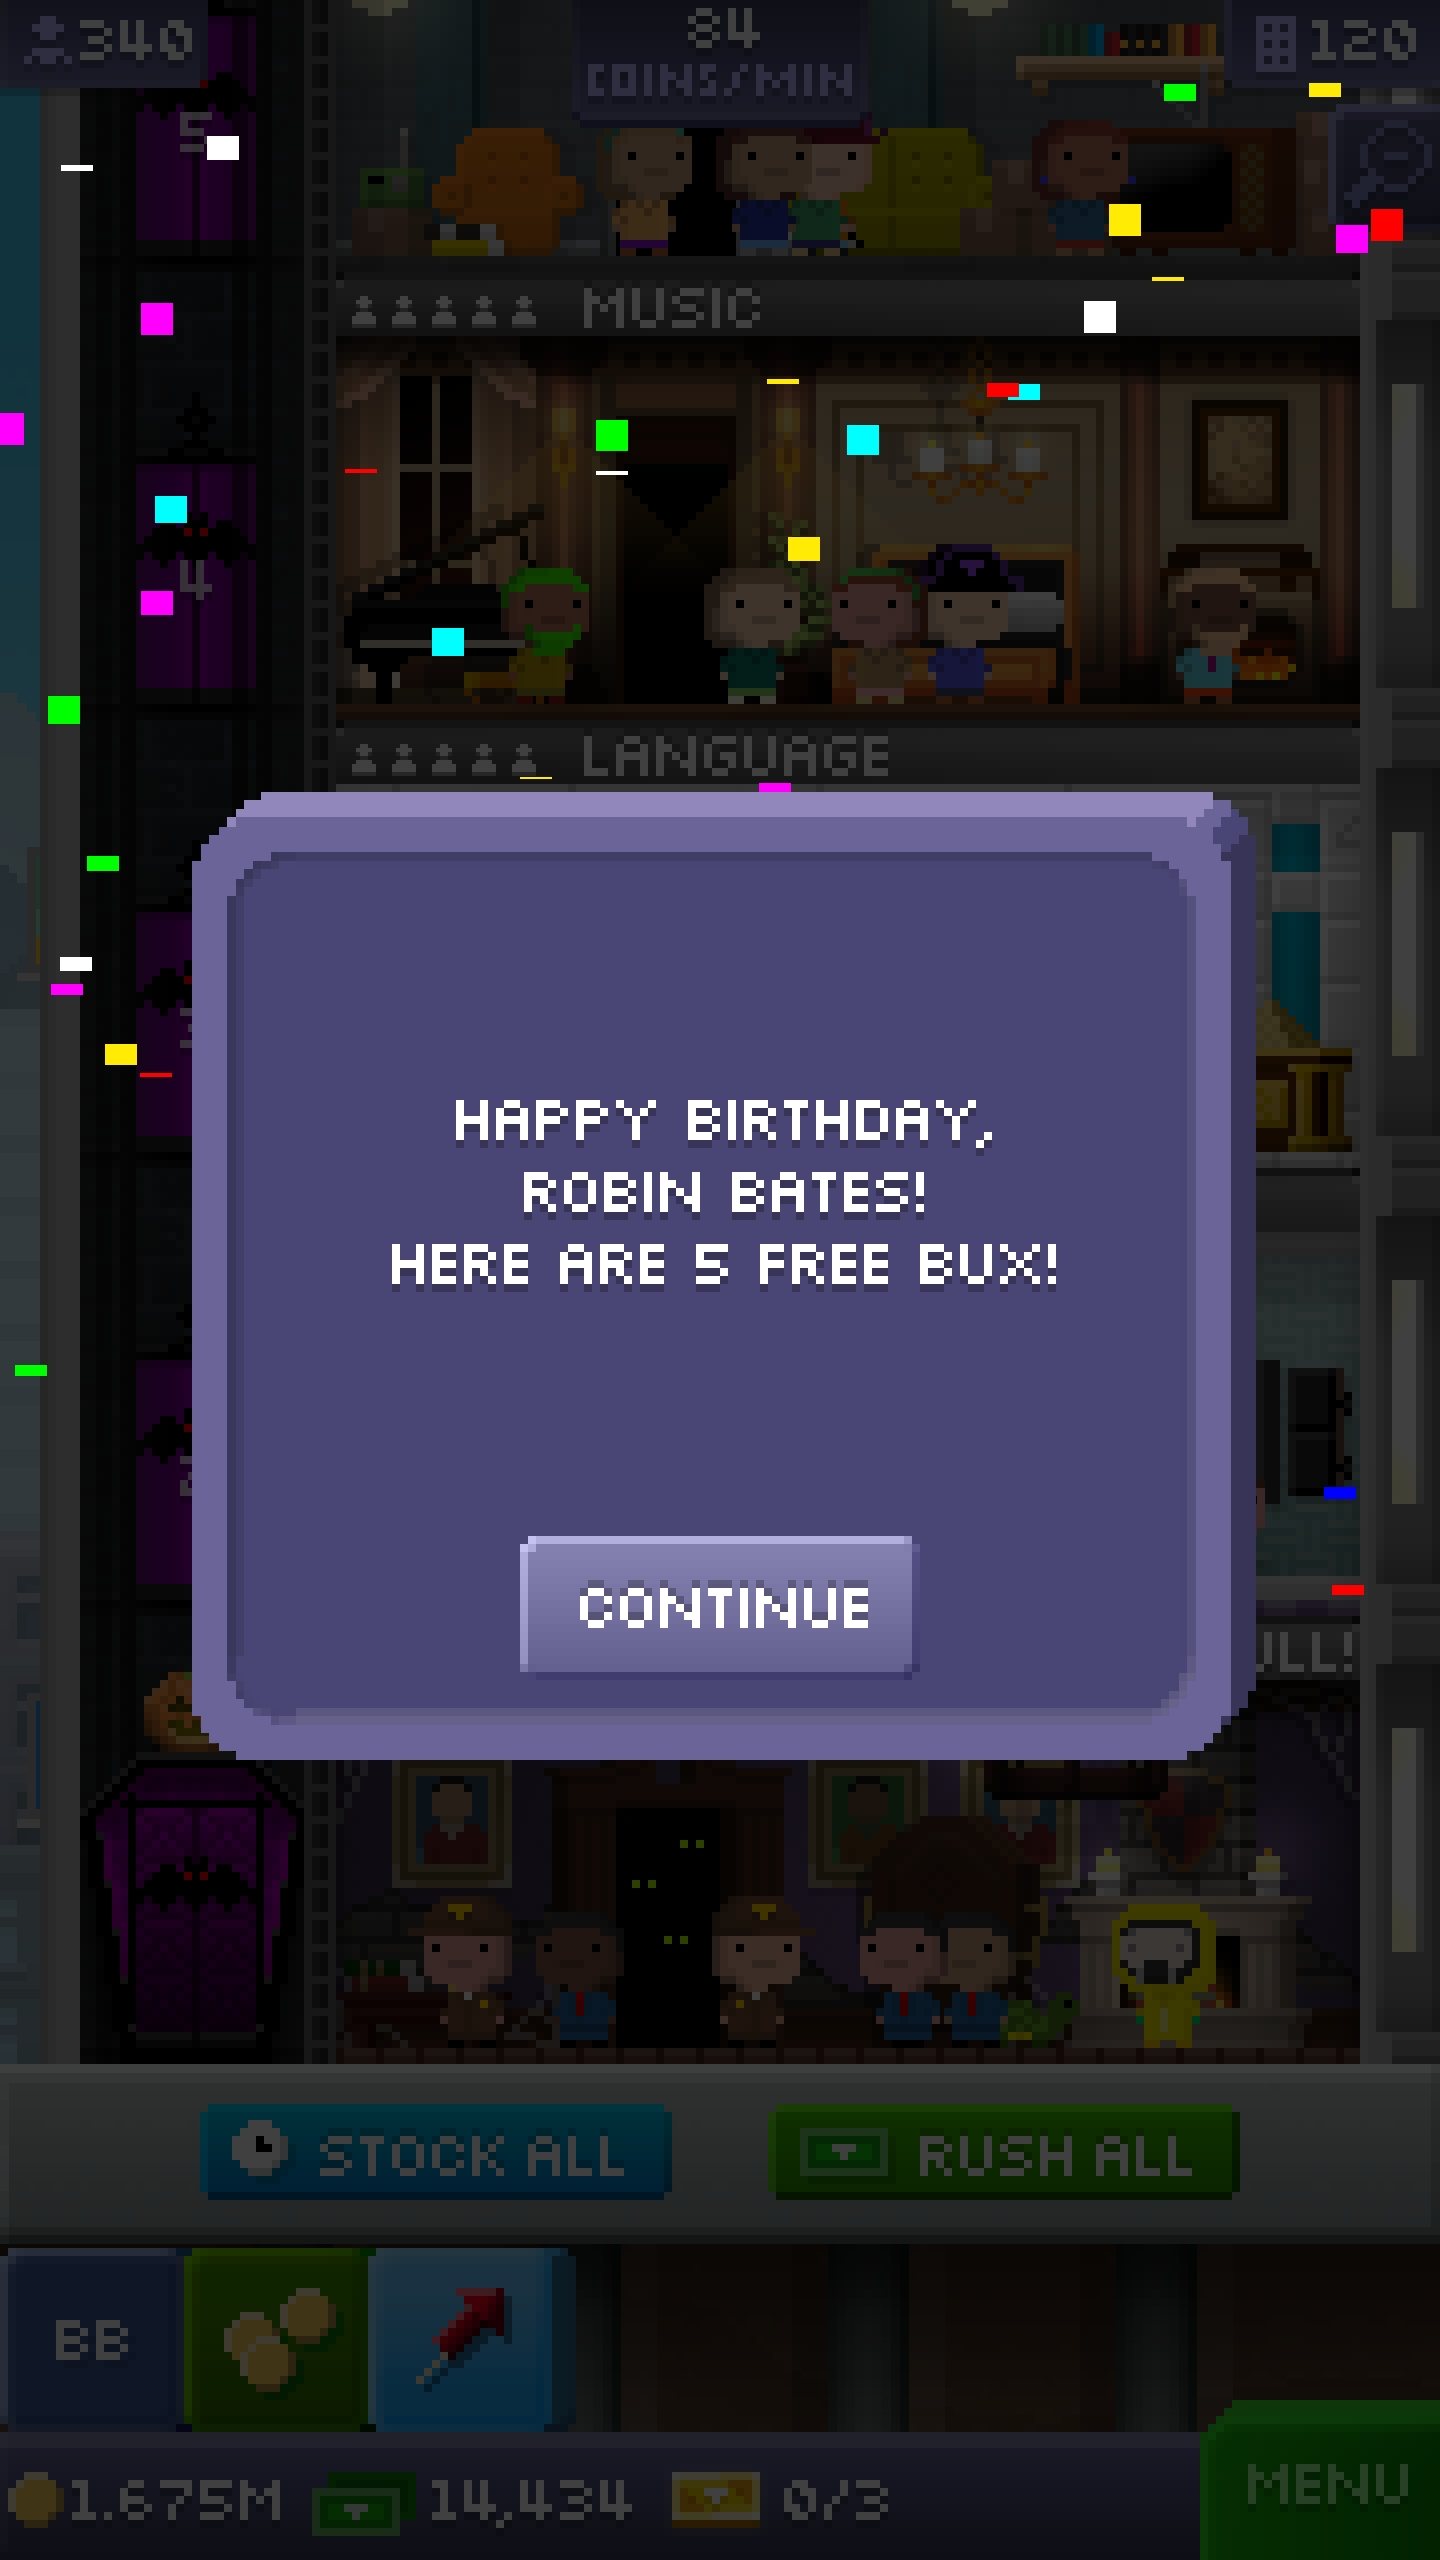 340
84
COINS/MIN
120
5
MUSIC
4
LANGUAGE
HAPPY BIRTHDAY,
ROBIN BATES!
HERE ARE 5 FREE BUX!
CONTINUE
STOCK ALL
RUSH ALL
BB
1.675M
14,434
0/3
MENU